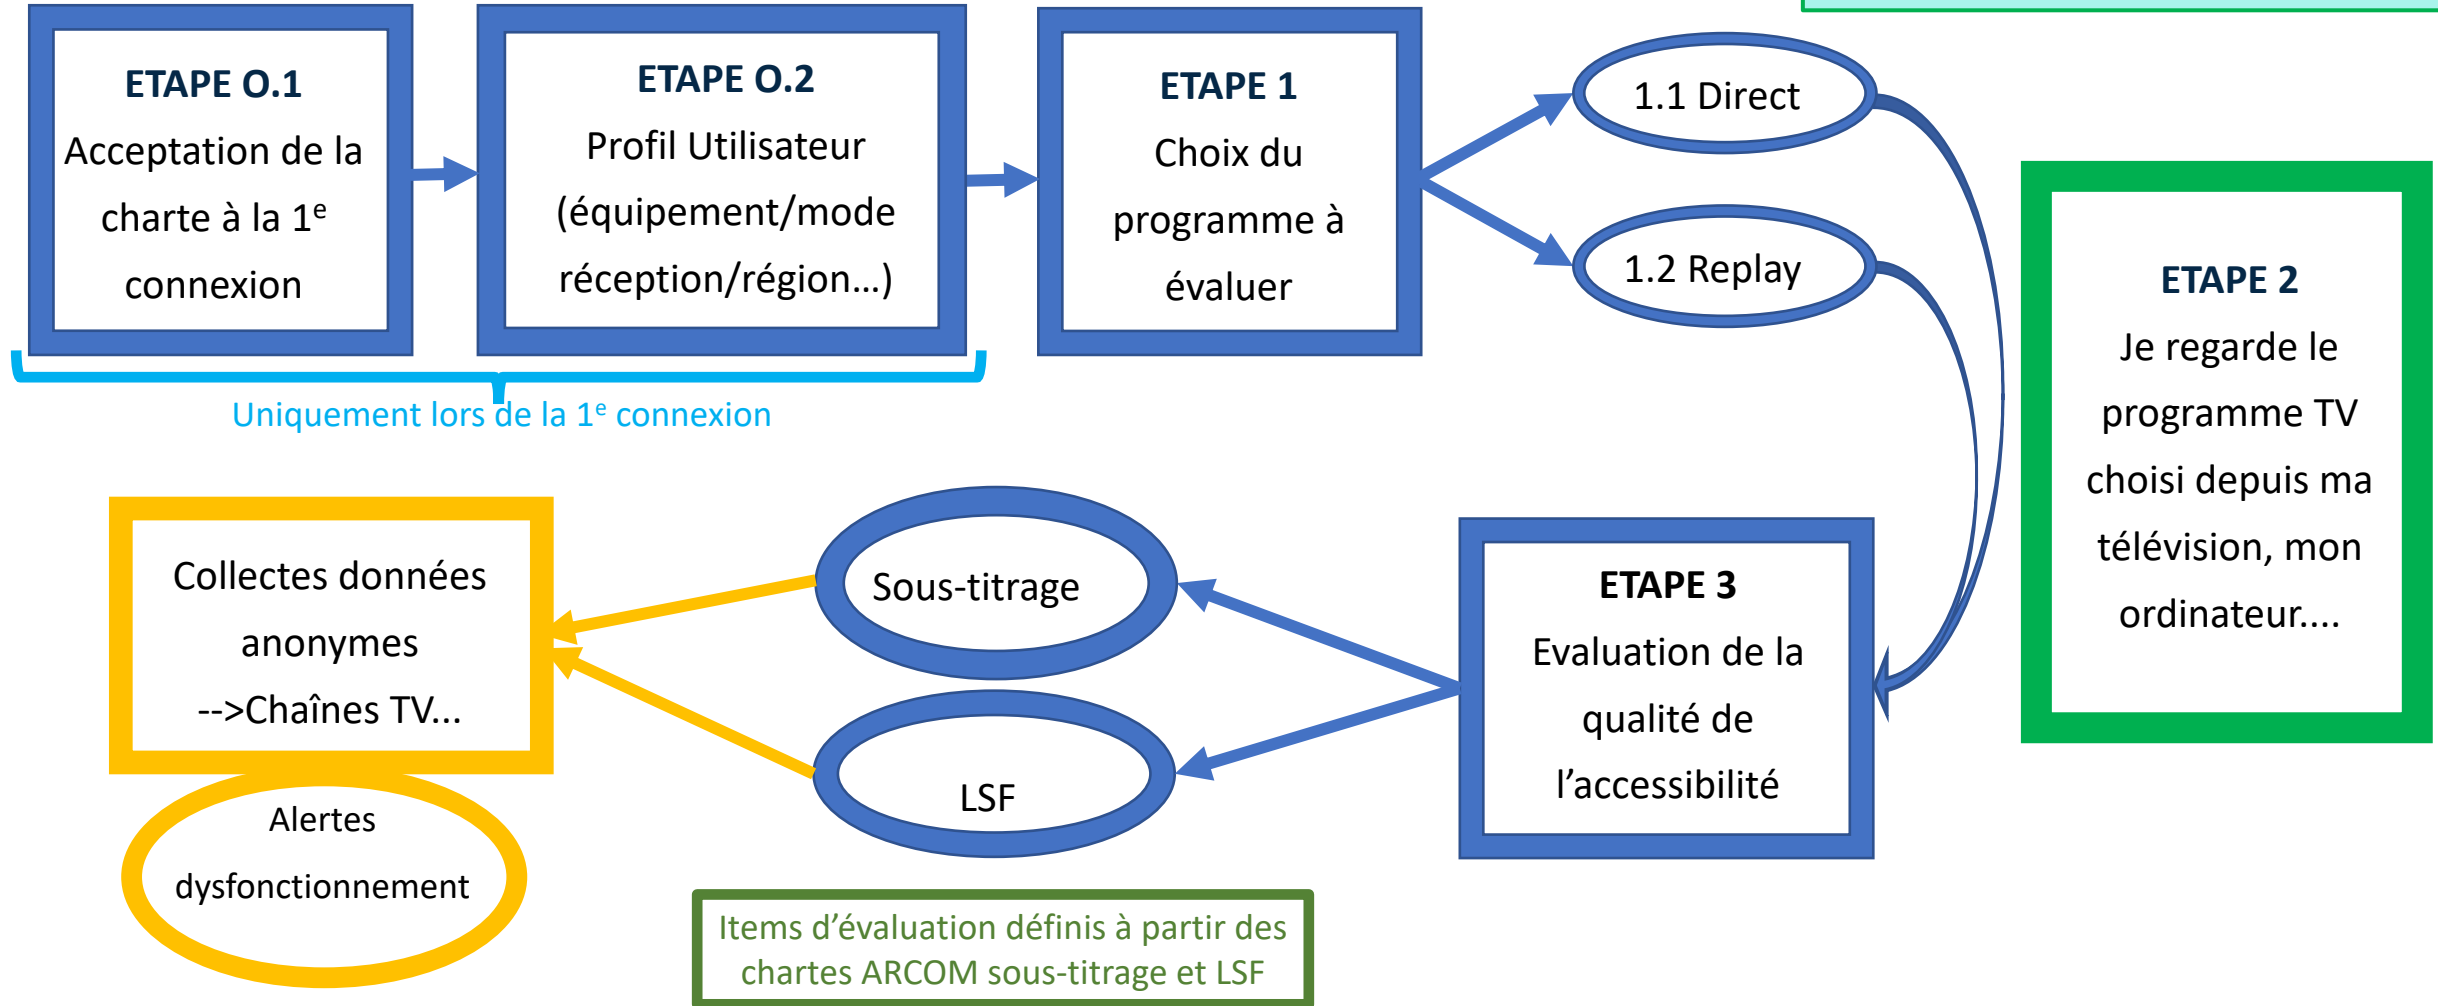 ETAPE O.1
Acceptation de la
charte à la 1e
connexion
ETAPE O.2
Profil Utilisateur
(équipement/mode
réception/région...)
ETAPE 1
Choix du
programme à
évaluer
1.1 Direct
1.2 Replay
Uniquement lors de la 1e connexion
ETAPE 2
Je regarde le
programme TV
choisi depuis ma
télévision, mon
ordinateur....
ETAPE 3
Evaluation de la
qualité de
l’accessibilité
Sous-titrage
LSF
Collectes données
anonymes
-->Chaînes TV...
Alertes
dysfonctionnement
Items d’évaluation définis à partir des
chartes ARCOM sous-titrage et LSF